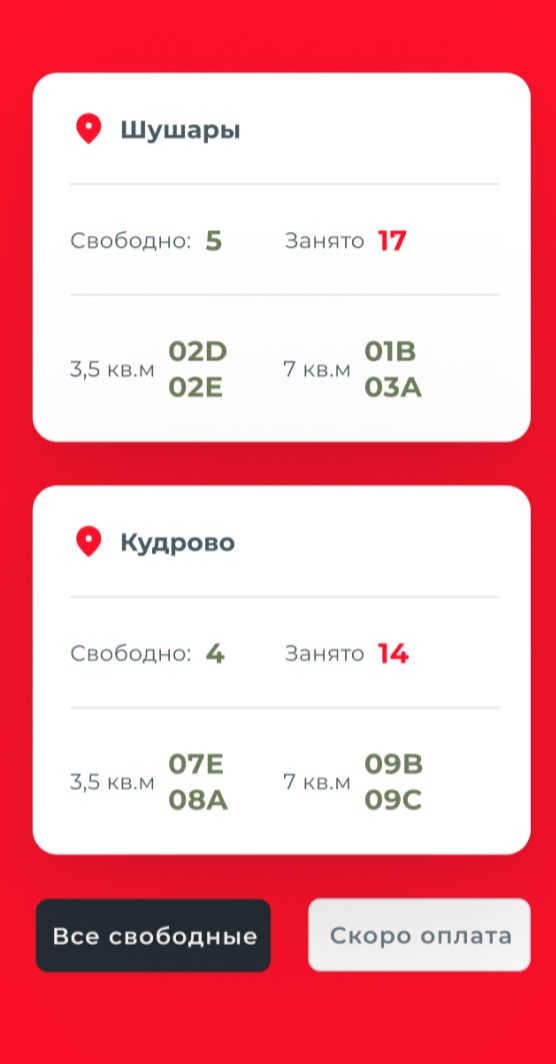 Шушары
Свободно: 5 Занято 17
3,5 кв.м 02D 02E 7 кв.м 01B 03A
Кудрово
Свободно: 4 Занято 14
3,5 кв.м 07E 08A 7 кв.м 09B 09C
Все свободные Скоро оплата